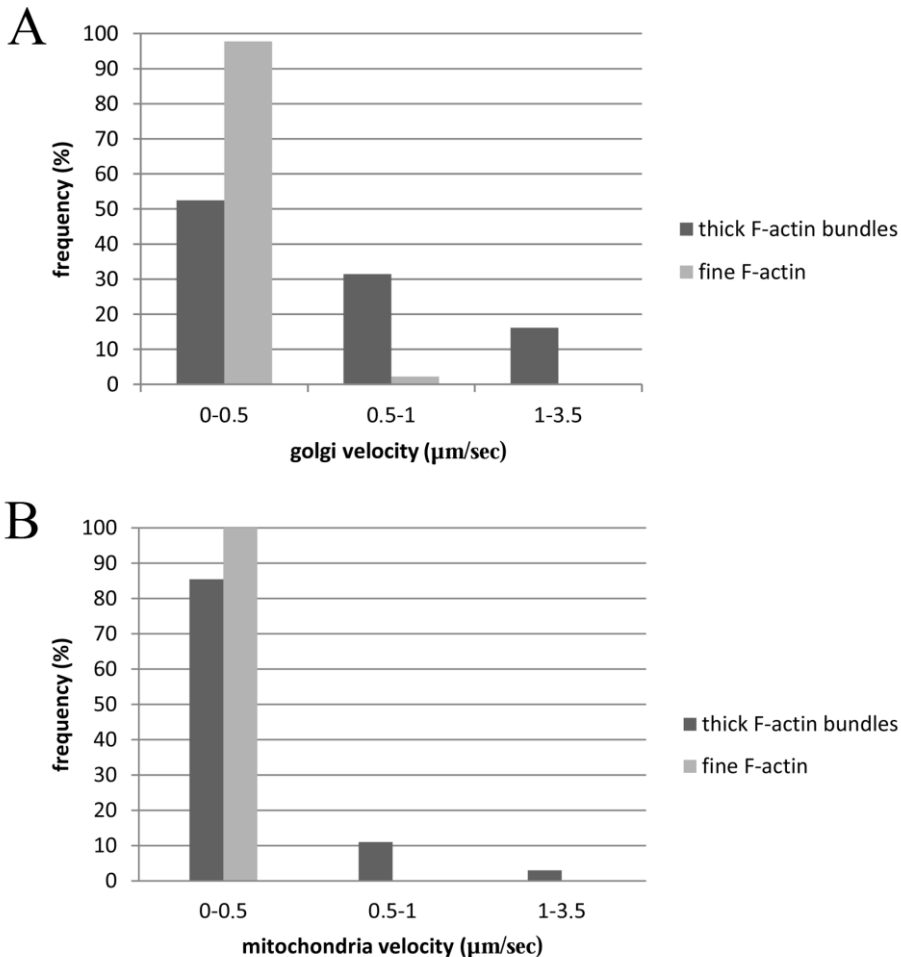 A
100
90
80
70
60
50
40
30
20
10
0
frequency (%)
0-0.5 0.5-1 1-3.5
golgi velocity (µm/sec)
thick F-actin bundles
fine F-actin
B
100
90
80
70
60
50
40
30
20
10
0
frequency (%)
0-0.5 0.5-1 1-3.5
mitochondria velocity (µm/sec)
thick F-actin bundles
fine F-actin